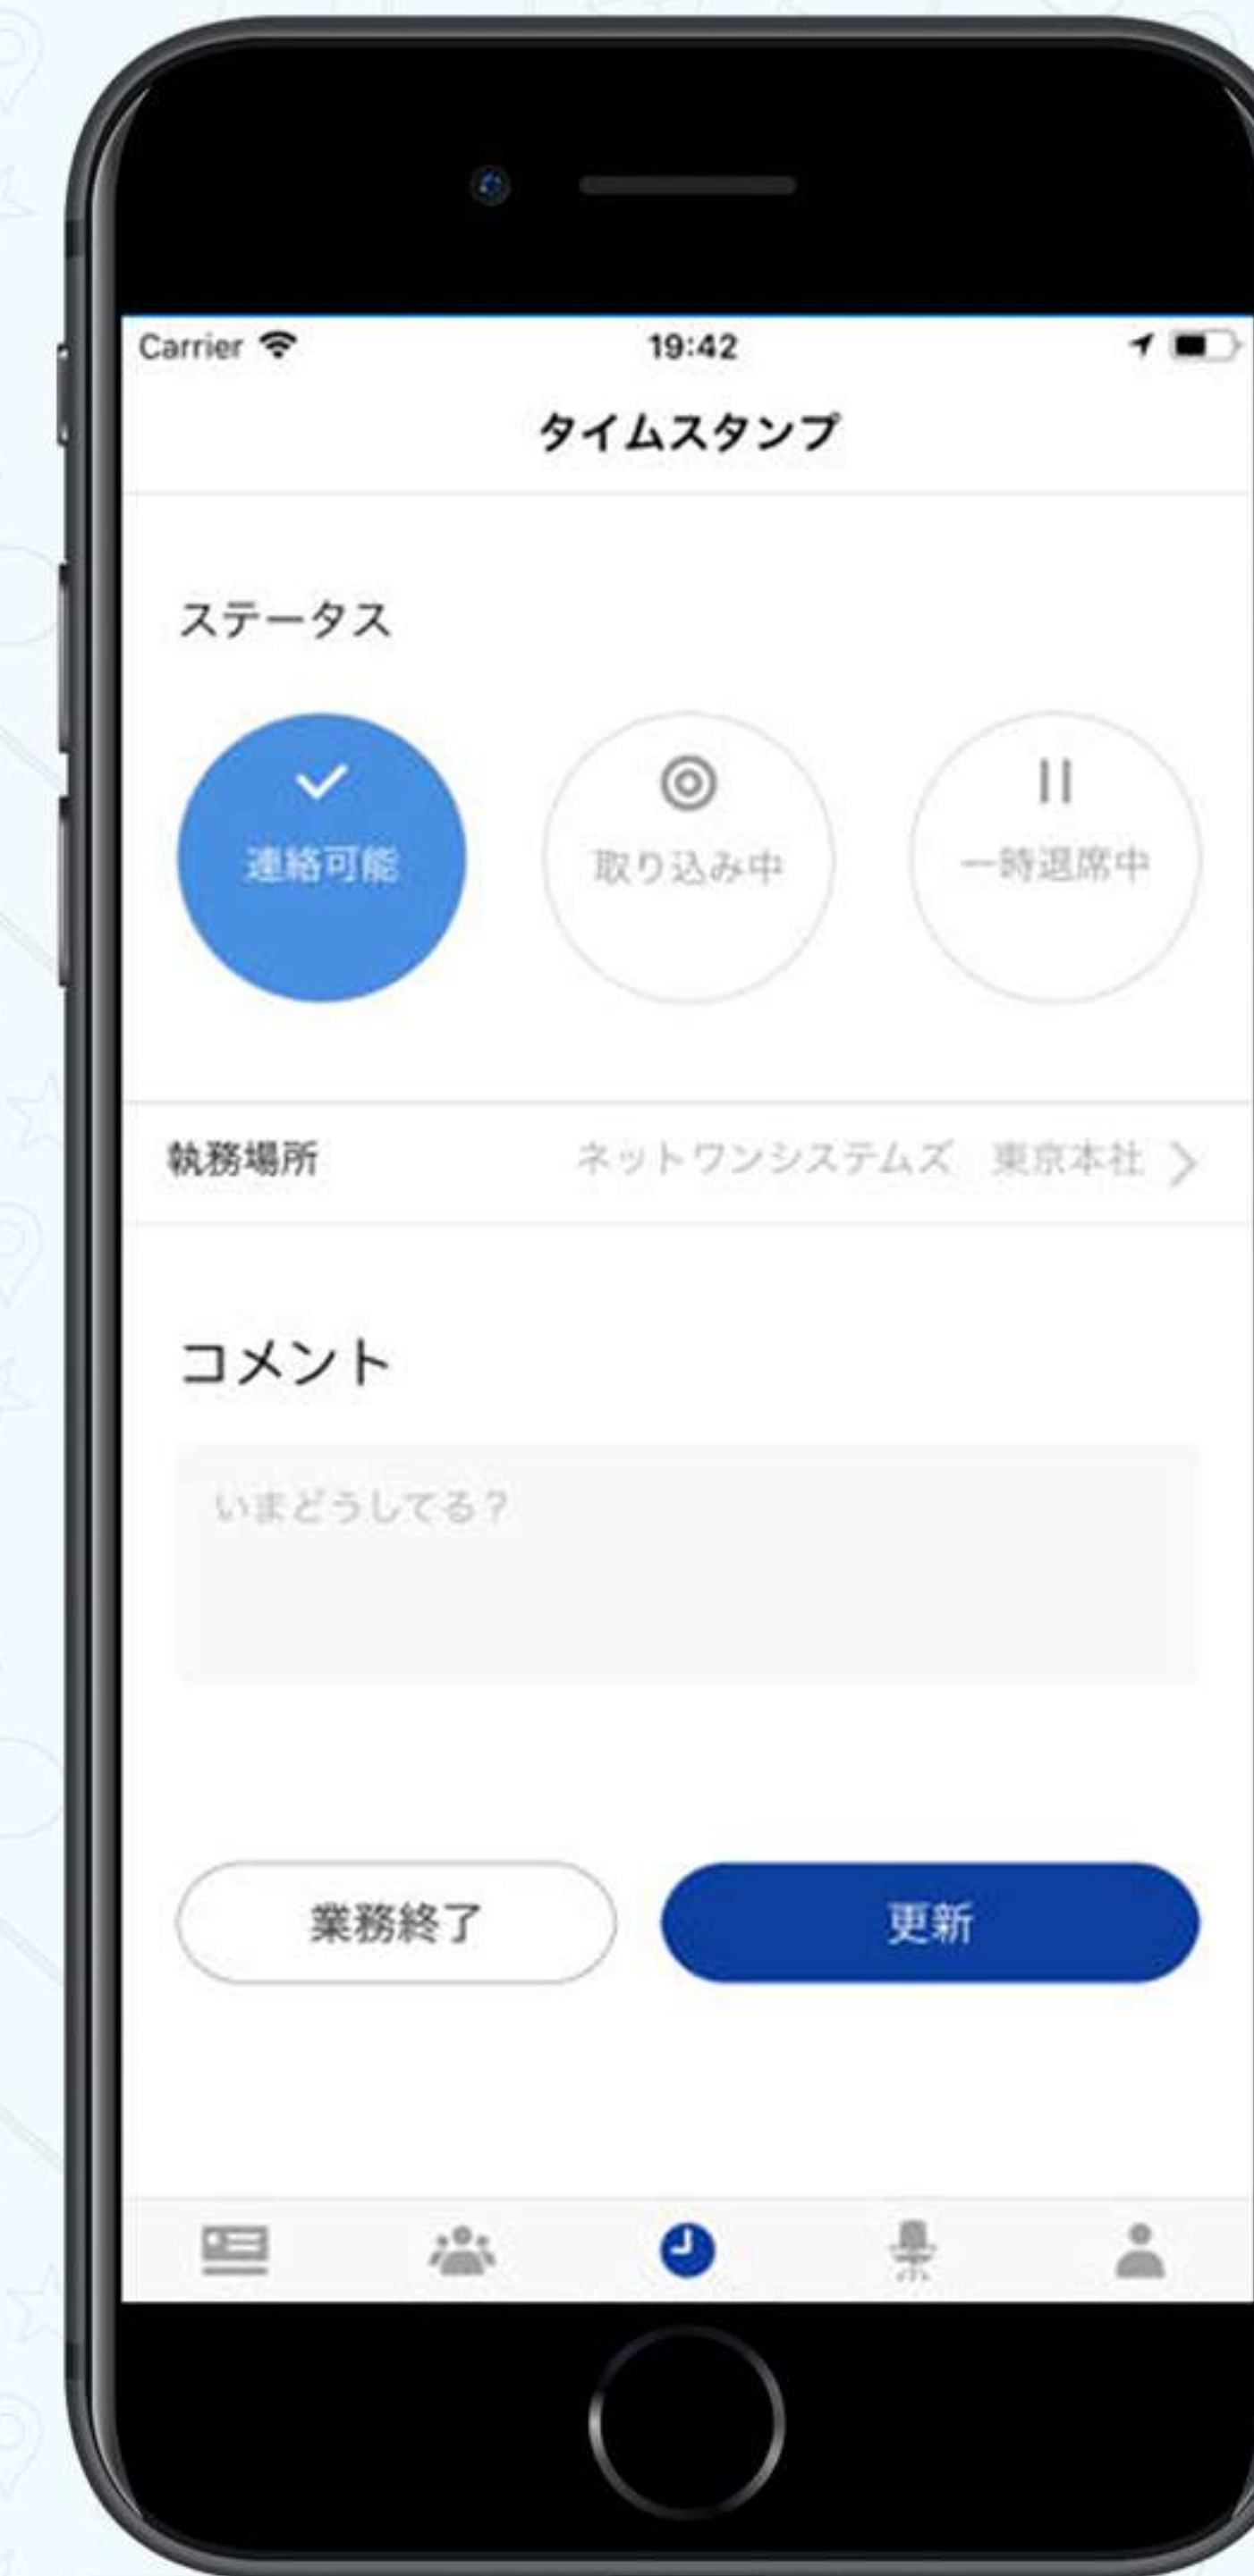 Carrier 19:42
タイムスタンプ
ステータス
連絡可能 取り込み中 一時退席中
執務場所 ネットワンシステムズ 東京本社
コメント
いまどうしてる？
業務終了 更新